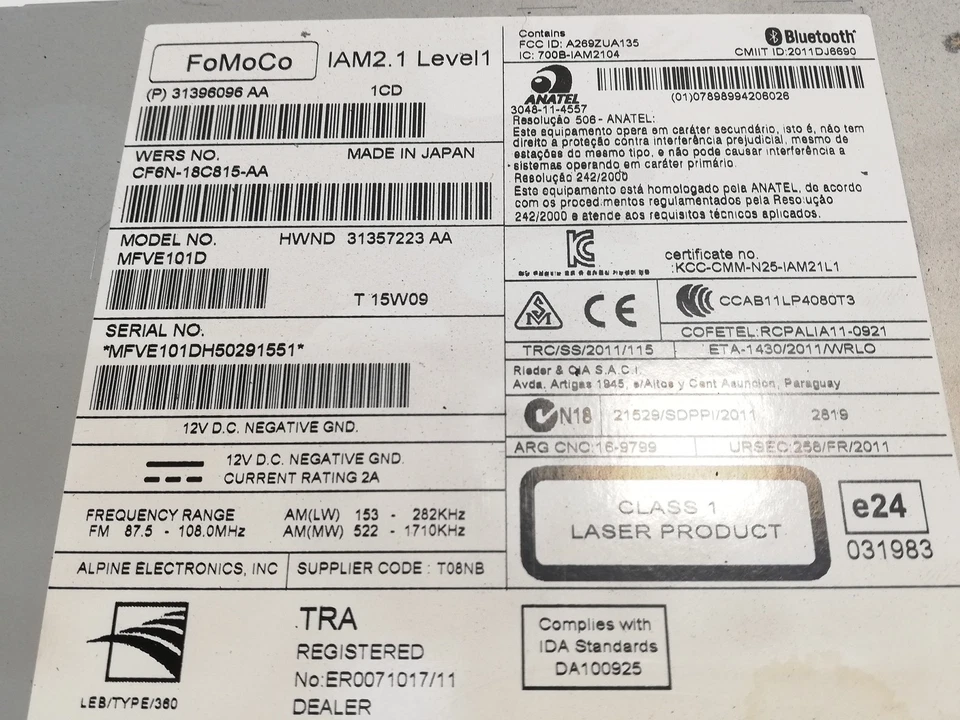 FoMoCo
IAM2.1 Level1
(P) 31396096 AA 1CD
WERS NO. MADE IN JAPAN
CF6N-18C815-AA
MODEL NO. HWND 31357223 AA
MFVE101D
T 15W09
SERIAL NO.
*MFVE101DH50291551*
12V D.C. NEGATIVE GND.
12V D.C. NEGATIVE GND.
CURRENT RATING 2A
FREQUENCY RANGE AM(LW) 153 - 282KHz
FM 87.5 - 108.0MHz AM(MW) 522 - 1710KHz
ALPINE ELECTRONICS, INC SUPPLIER CODE : T08NB
LEB/TYPE/360
TRA
REGISTERED
No:ER0071017/11
DEALER
Contains
FCC ID: A269ZUA135
IC: 700B-IAM2104
Bluetooth
CMIIT ID:2011DJ6690
ANATEL
3048-11-4557
(01)07898994206026
Resolução 506 - ANATEL:
Este equipamento opera em caráter secundário, isto é, não tem
direito a proteção contra interferência prejudicial, mesmo de
estações do mesmo tipo, e não pode causar interferência a
sistemas operando em caráter primário.
Resolução 242/2000
Este equipamento está homologado pela ANATEL, de acordo
com os procedimentos regulamentados pela Resolução
242/2000 e atende aos requisitos técnicos aplicados.
certificate no.
:KCC-CMM-N25-IAM21L1
CE
CCAB11LP4080T3
COFETEL:RCPALIA11-0921
TRC/SS/2011/115 ETA-1430/2011/WRLO
Rieder & CIA S.A.C.I.
Avda. Artigas 1945, e/Altos y Cent Asuncion, Paraguay
N18 21529/SDPPI/2011 2819
ARG CNC:16-9799 URSEC:256/FR/2011
CLASS 1
LASER PRODUCT
e24
031983
Complies with
IDA Standards
DA100925